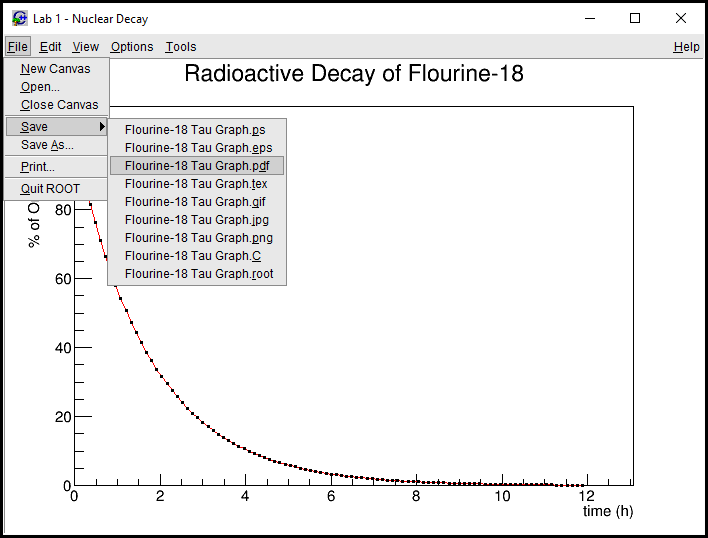 Lab 1 - Nuclear Decay
File Edit View Options Tools Help
Radioactive Decay of Flourine-18
New Canvas
Open...
Close Canvas
Save
Save As...
Print...
Quit ROOT
Flourine-18 Tau Graph.ps
Flourine-18 Tau Graph.eps
Flourine-18 Tau Graph.pdf
Flourine-18 Tau Graph.tex
Flourine-18 Tau Graph.gif
Flourine-18 Tau Graph.jpg
Flourine-18 Tau Graph.png
Flourine-18 Tau Graph.C
Flourine-18 Tau Graph.root
% of
80
60
40
20
0
0 2 4 6 8 10 12
time (h)